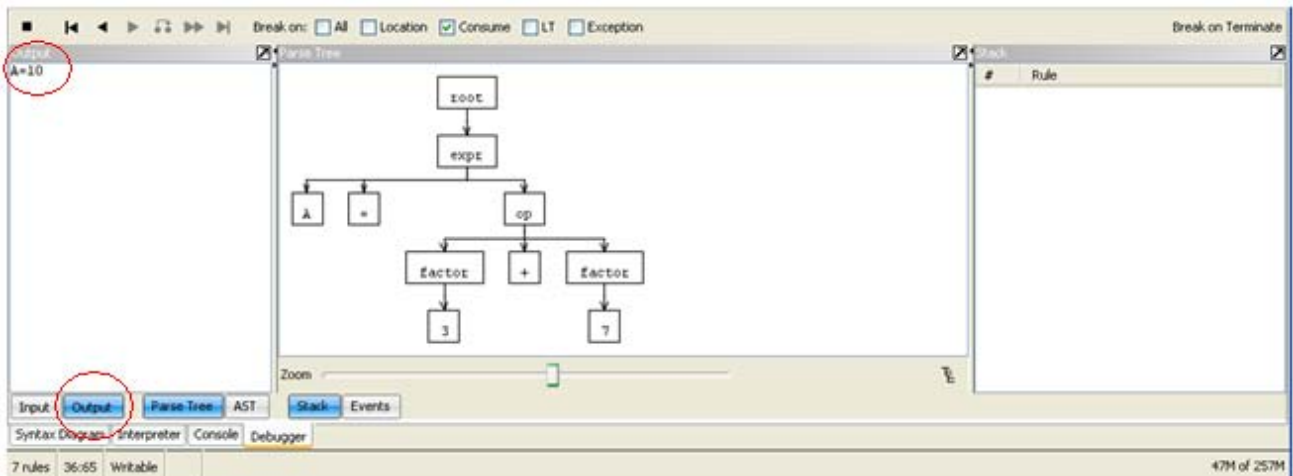 Break on: All Location Consume LT Exception Break on Terminate
Output Parse Tree Stack
A=10
# Rule
root
expr
A = op
factor + factor
3 7
Zoom
Input Output Parse Tree AST Stack Events
Syntax Diagram Interpreter Console Debugger
7 rules 36:65 Writable 47M of 257M